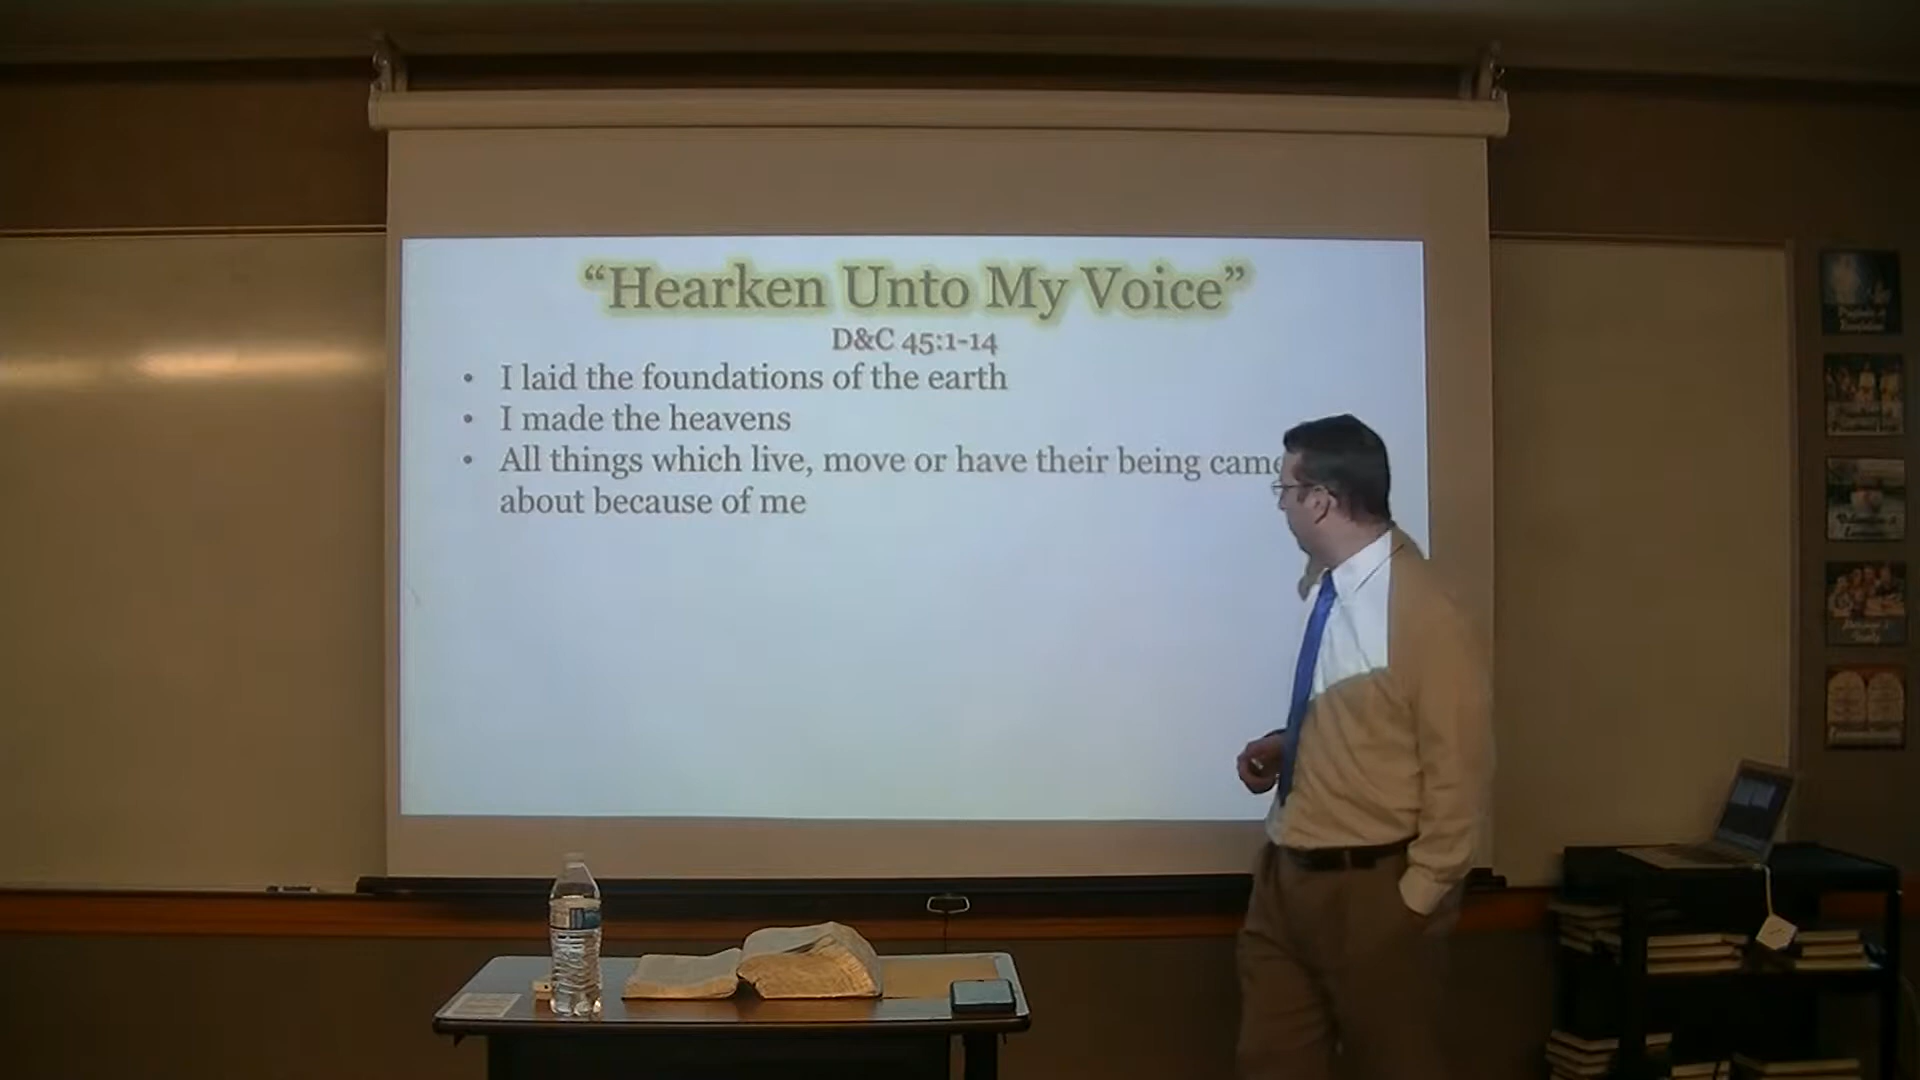 “Hearken Unto My Voice”
D&C 45:1-14
• I laid the foundations of the earth
• I made the heavens
• All things which live, move or have their being came
about because of me